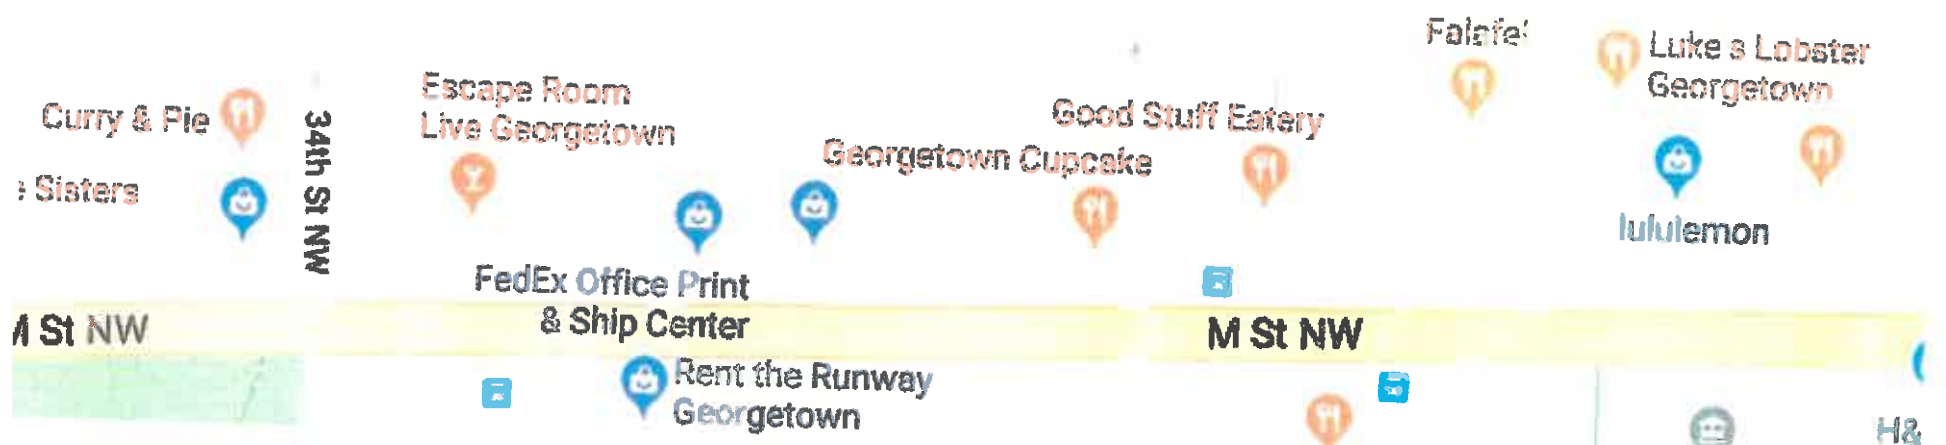 Curry & Pie
Sisters
34th St NW
Escape Room
Live Georgetown
Georgetown Cupcake
Good Stuff Eatery
Falafel
Luke s Lobster
Georgetown
lululemon
FedEx Office Print
& Ship Center
M St NW
M St NW
Rent the Runway
Georgetown
H&